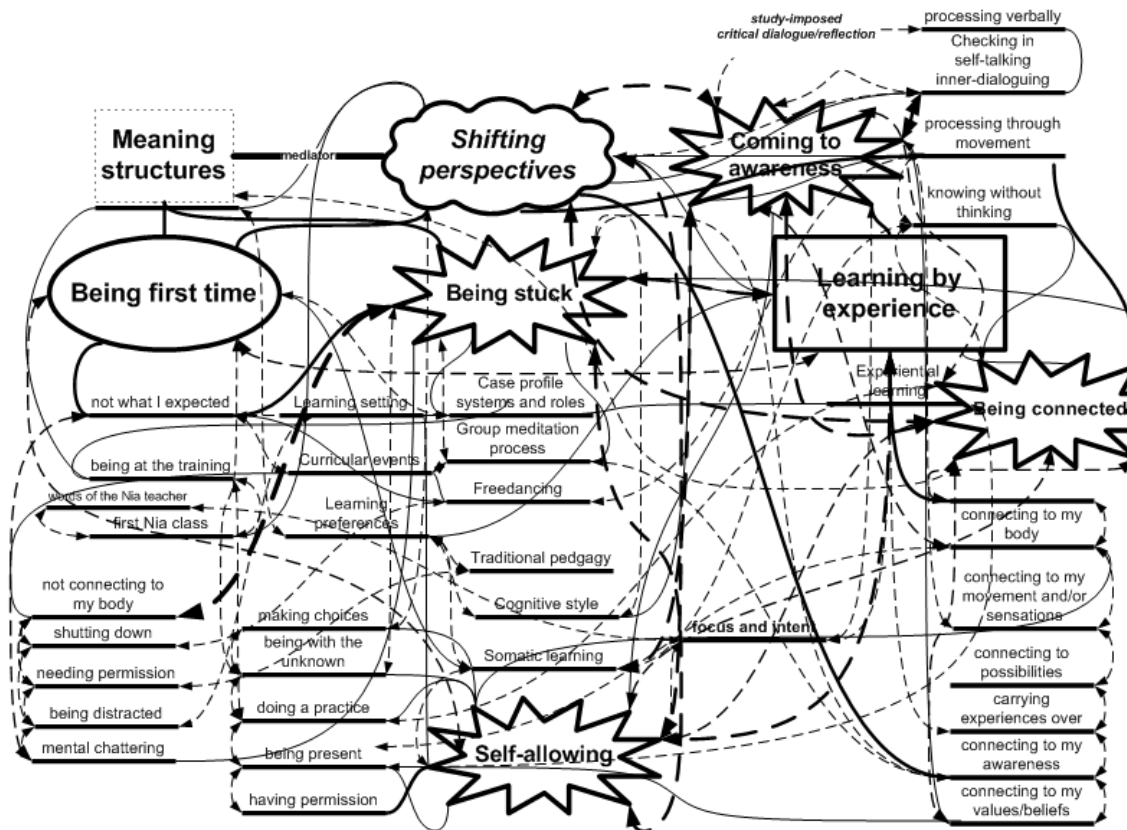 study-imposed
critical dialogue/reflection
processing verbally
Checking in
self-talking
inner-dialoguing
processing through
movement
knowing without
thinking
Meaning
structures
mediator
Shifting
perspectives
Coming to
awareness
Being first time
Being stuck
Learning by
experience
Experiential
learning
Being connected
not what I expected
being at the training
words of the Nia teacher
first Nia class
Learning setting
Curricular events
Learning
preferences
Case profile
systems and roles
Group meditation
process
Freedancing
Traditional pedgagy
Cognitive style
Somatic learning
focus and intent
not connecting to
my body
shutting down
needing permission
being distracted
mental chattering
making choices
being with the
unknown
doing a practice
being present
having permission
Self-allowing
connecting to my
body
connecting to my
movement and/or
sensations
connecting to
possibilities
carrying
experiences over
connecting to my
awareness
connecting to my
values/beliefs